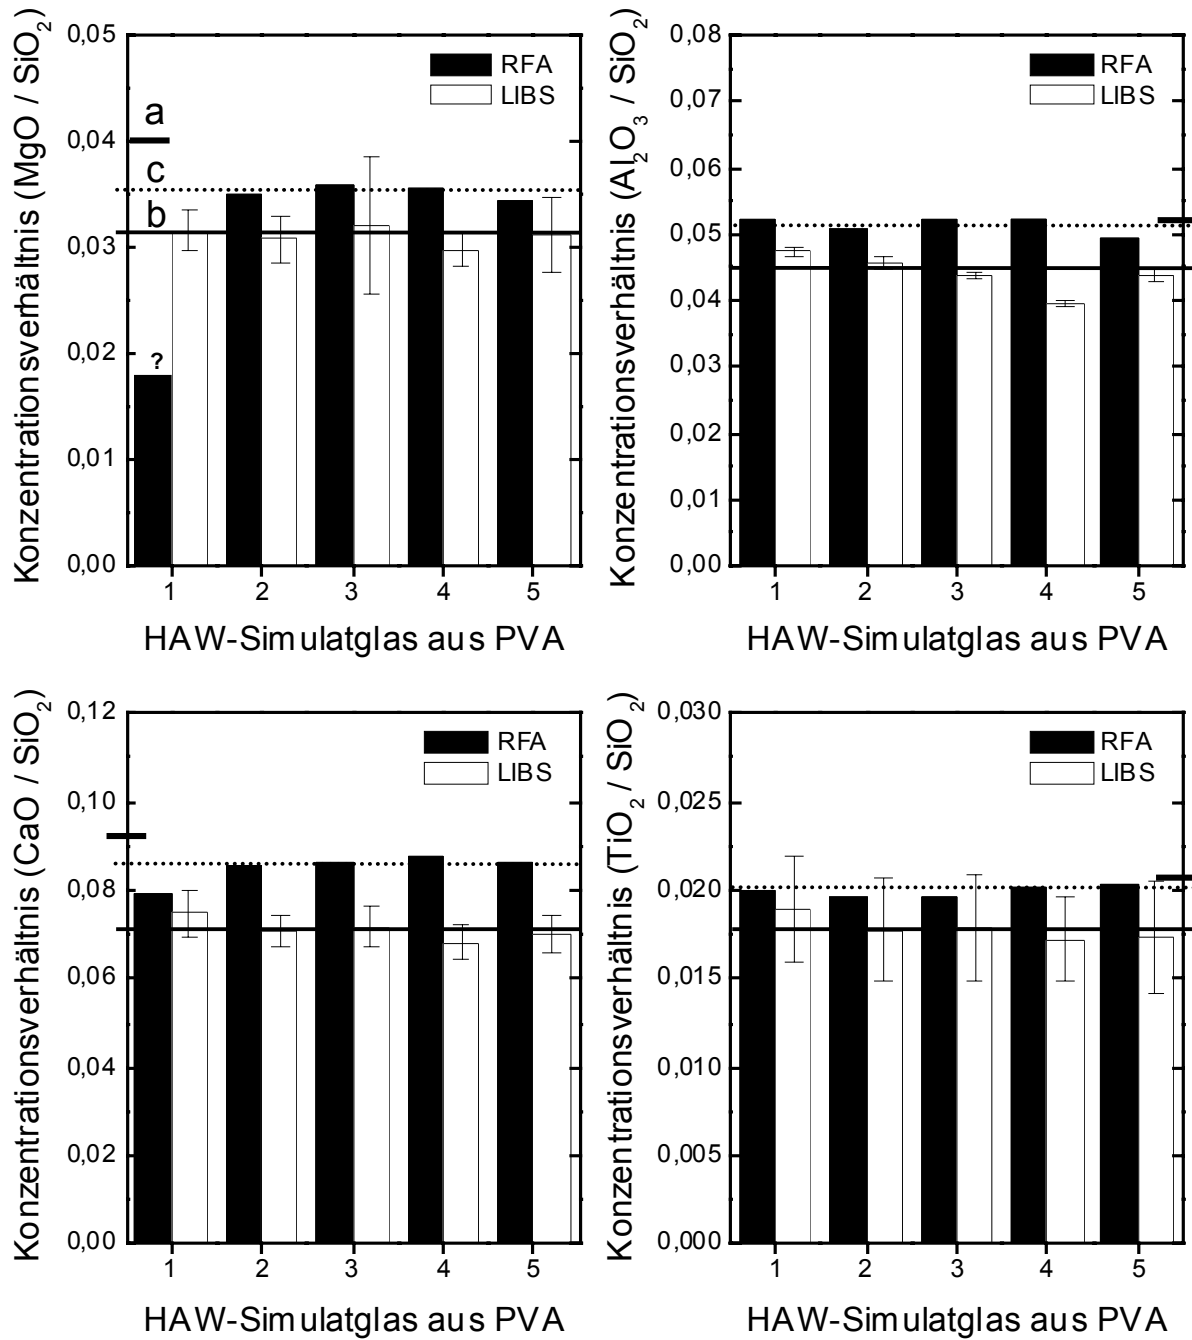 Konzentrationsverhältnis (MgO / SiO₂)
0,05
0,04
0,03
0,02
0,01
0,00
RFA
LIBS
a
c
b
?
1 2 3 4 5
HAW-Simulatglas aus PVA
Konzentrationsverhältnis (Al₂O₃ / SiO₂)
0,08
0,07
0,06
0,05
0,04
0,03
0,02
0,01
0,00
RFA
LIBS
1 2 3 4 5
HAW-Simulatglas aus PVA
Konzentrationsverhältnis (CaO / SiO₂)
0,12
0,10
0,08
0,06
0,04
0,02
0,00
RFA
LIBS
1 2 3 4 5
HAW-Simulatglas aus PVA
Konzentrationsverhältnis (TiO₂ / SiO₂)
0,030
0,025
0,020
0,015
0,010
0,005
0,000
RFA
LIBS
1 2 3 4 5
HAW-Simulatglas aus PVA